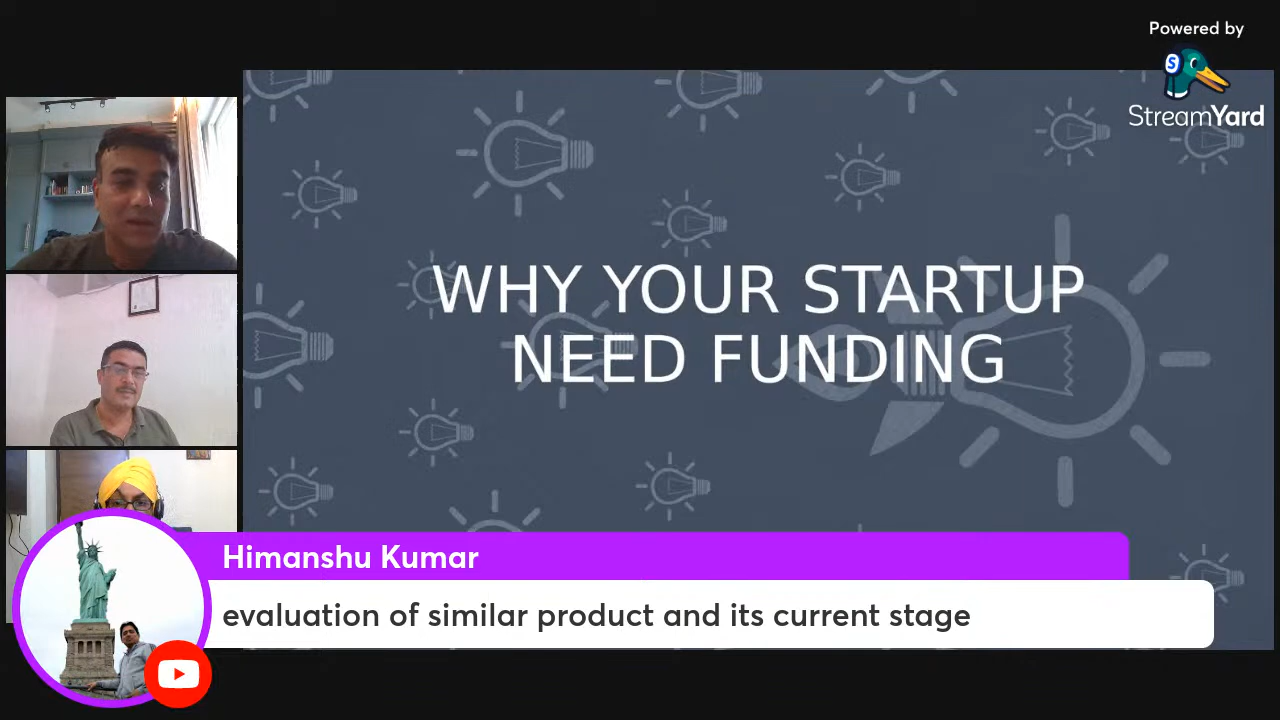 Powered by
StreamYard
WHY YOUR STARTUP
NEED FUNDING
Himanshu Kumar
evaluation of similar product and its current stage